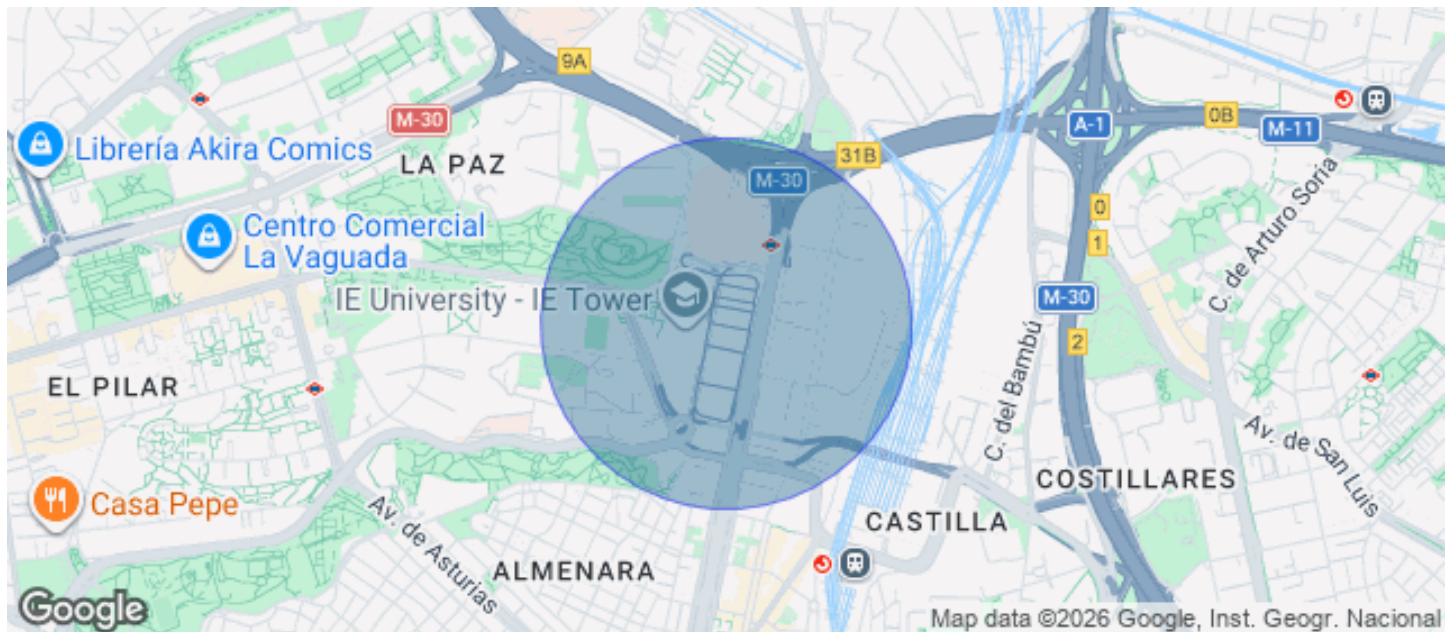 9A
M-30
A-1
0B
M-11
Librería Akira Comics
LA PAZ
31B
M-30
C. de Arturo Soria
0
1
Centro Comercial
La Vaguada
IE University - IE Tower
M-30
2
C. del Bambú
EL PILAR
Av. de San Luis
COSTILLARES
Casa Pepe
Av. de Asturias
CASTILLA
ALMENARA
Google
Map data ©2026 Google, Inst. Geogr. Nacional